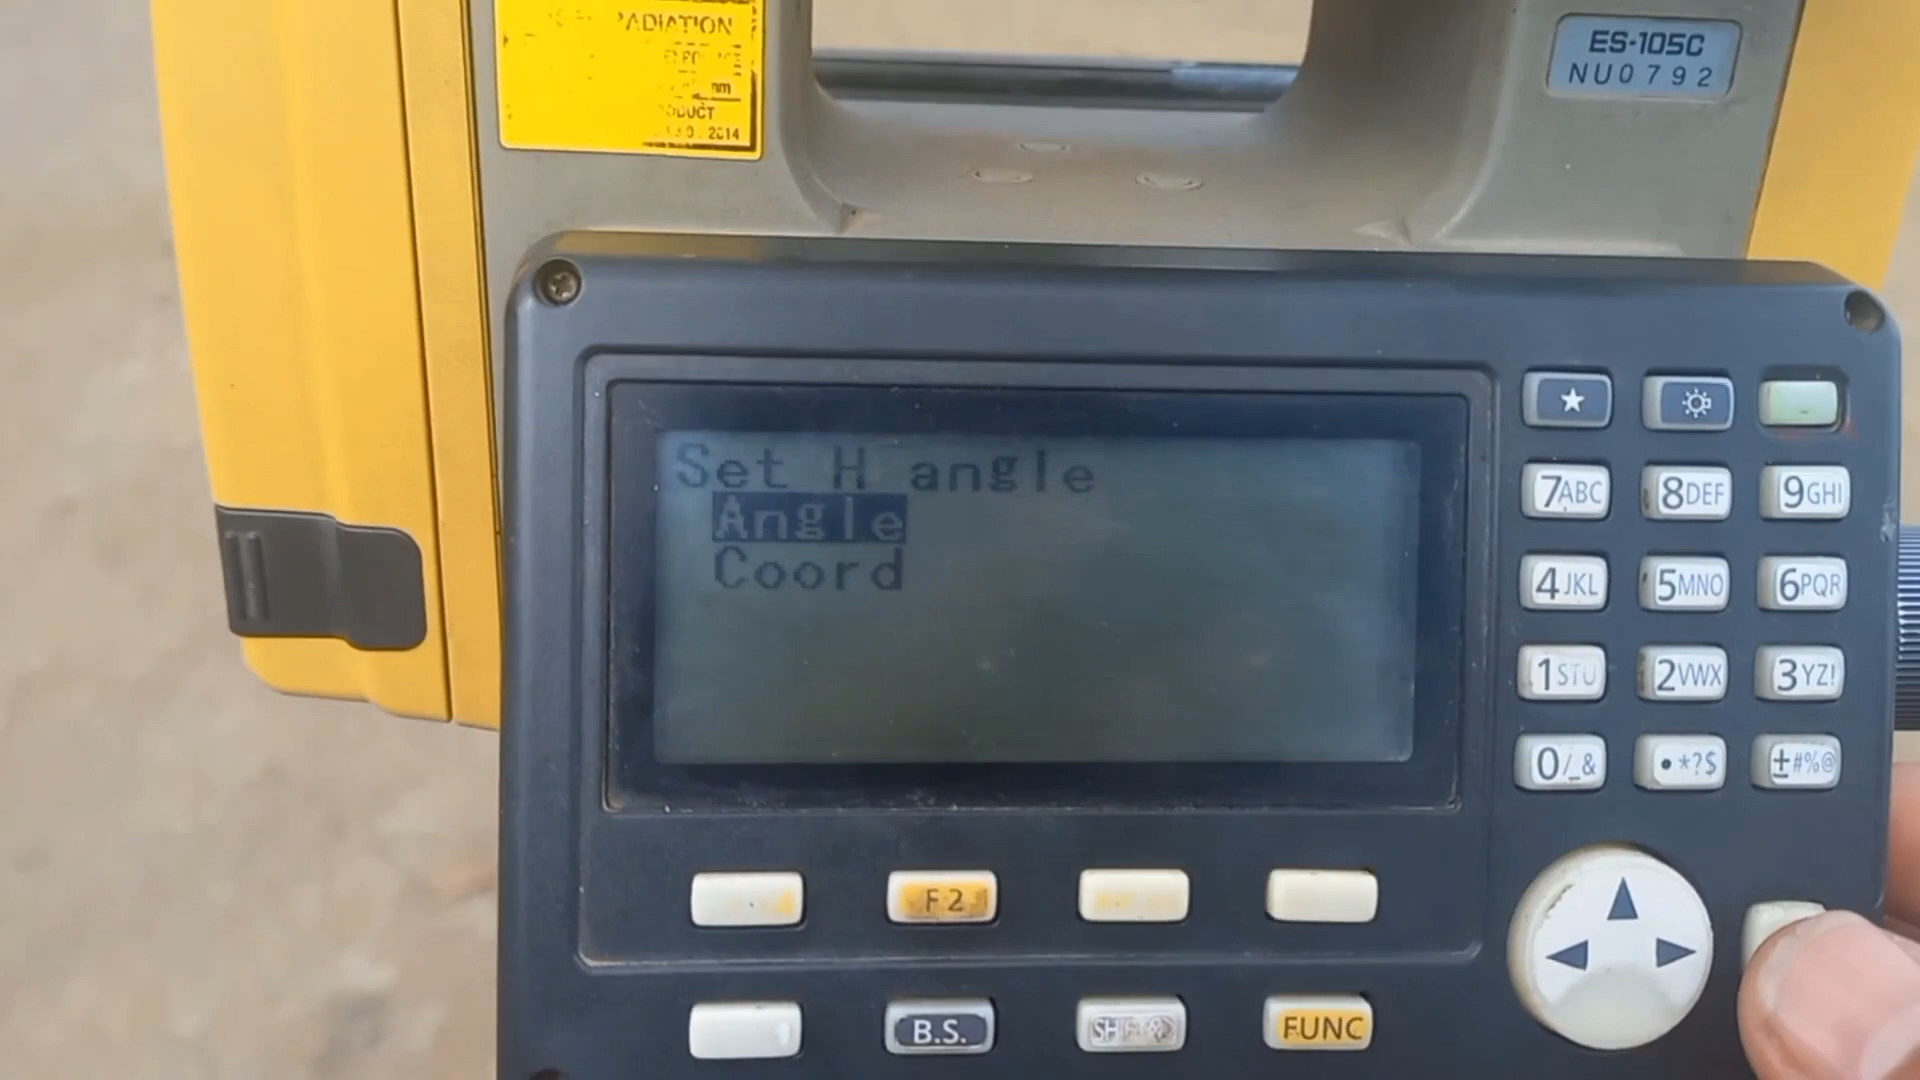 RADIATION
nm
2014
ES-105C
NU0792
Set H angle
Angle
Coord
7ABC
8DEF
9GHI
4JKL
5MNO
6PQR
1STU
2VWX
3YZ!
0/_&
•*?$
±#%@
F2
B.S.
SHIFT
FUNC